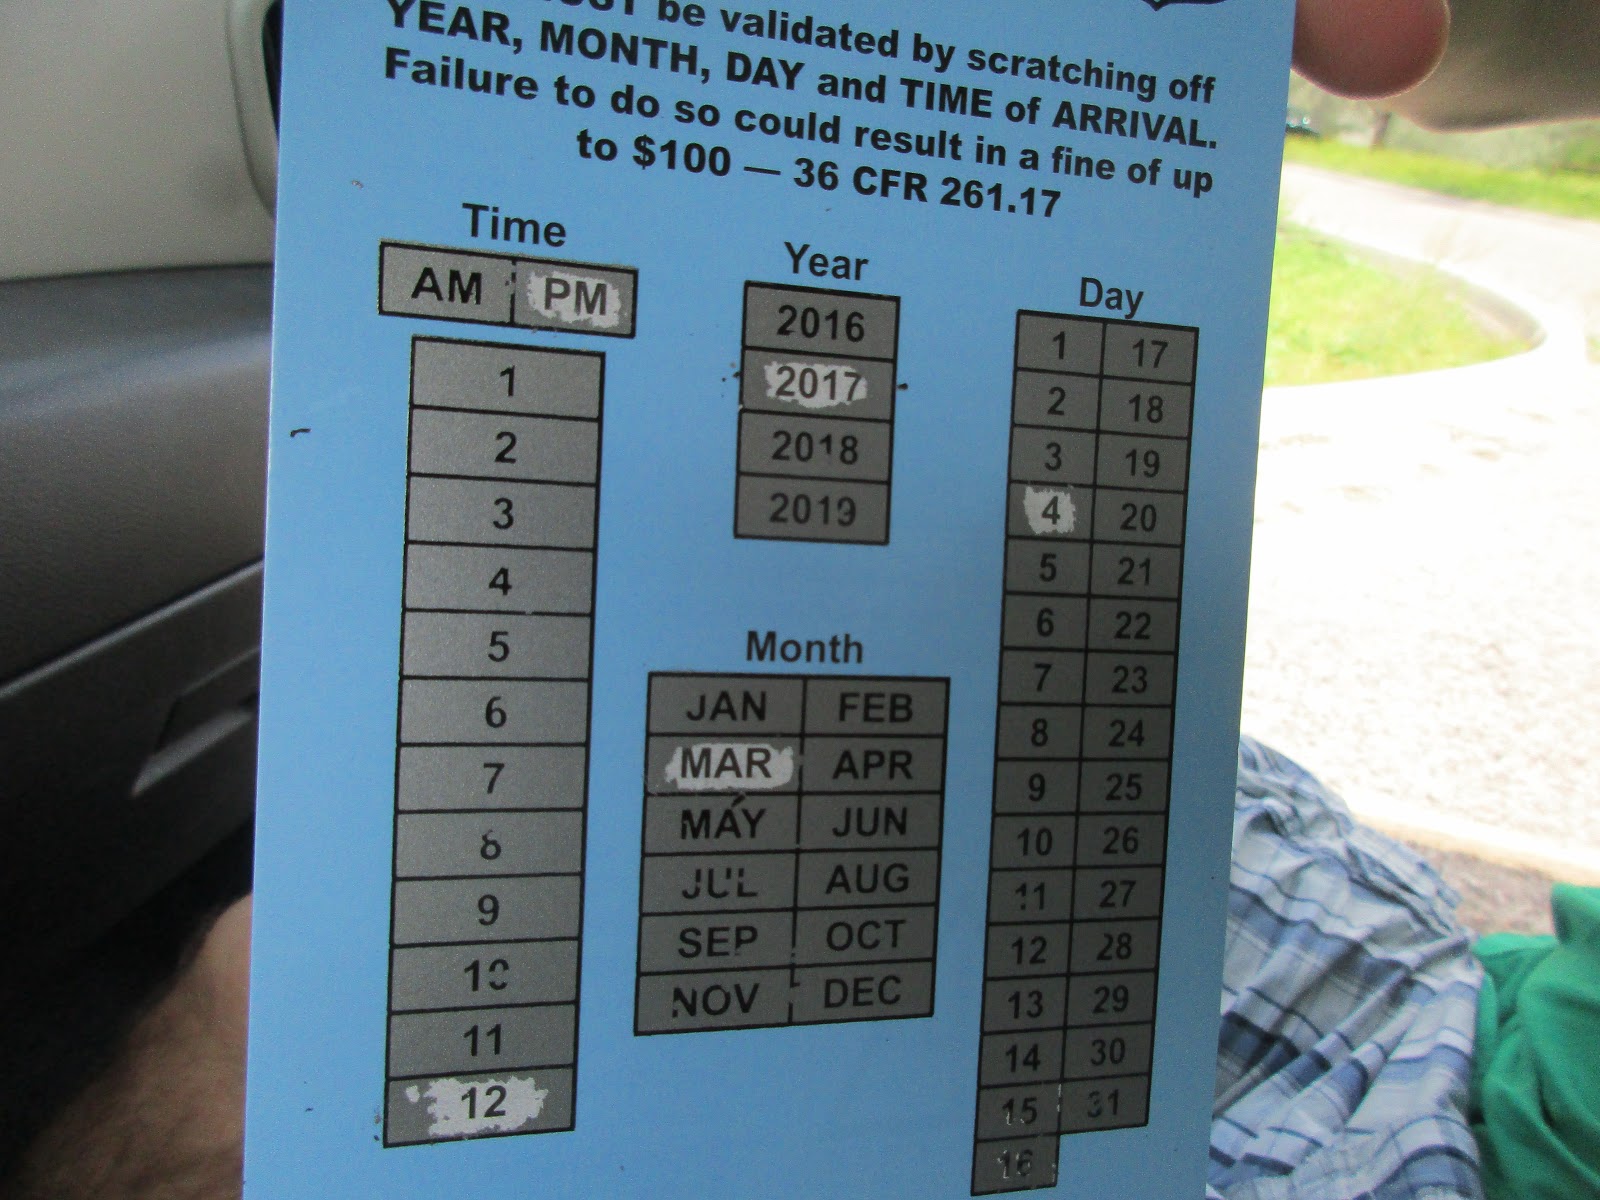 be validated by scratching off
YEAR, MONTH, DAY and TIME of ARRIVAL.
Failure to do so could result in a fine of up
to $100 — 36 CFR 261.17
Time
AM PM
1
2
3
4
5
6
7
8
9
10
11
12
Year
2016
2017
2018
2019
Month
JAN FEB
MAR APR
MAY JUN
JUL AUG
SEP OCT
NOV DEC
Day
1 17
2 18
3 19
4 20
5 21
6 22
7 23
8 24
9 25
10 26
11 27
12 28
13 29
14 30
15 31
16